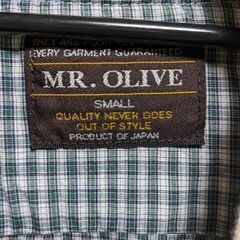 EVERY GARMENT GUARANTEED
MR. OLIVE
SMALL
QUALITY NEVER GOES
OUT OF STYLE
PRODUCT OF JAPAN